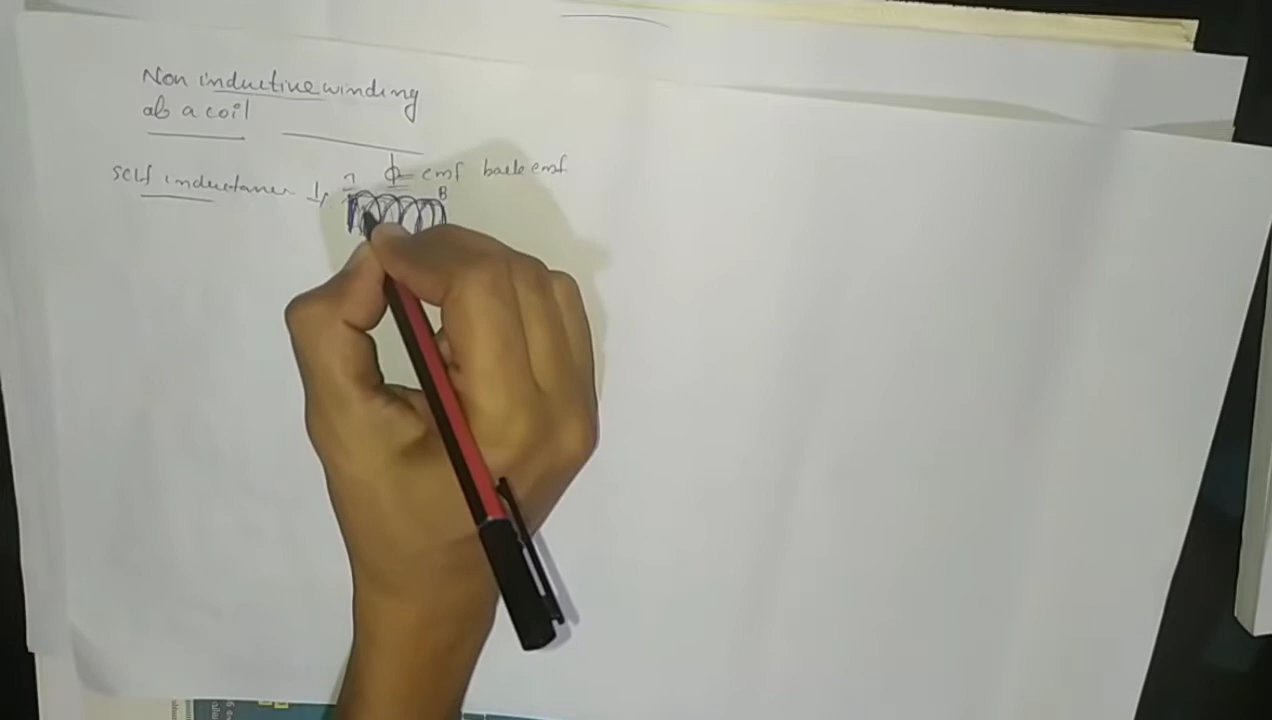 Non inductive winding
of a coil
self inductance I, n Φ - emf back emf
B